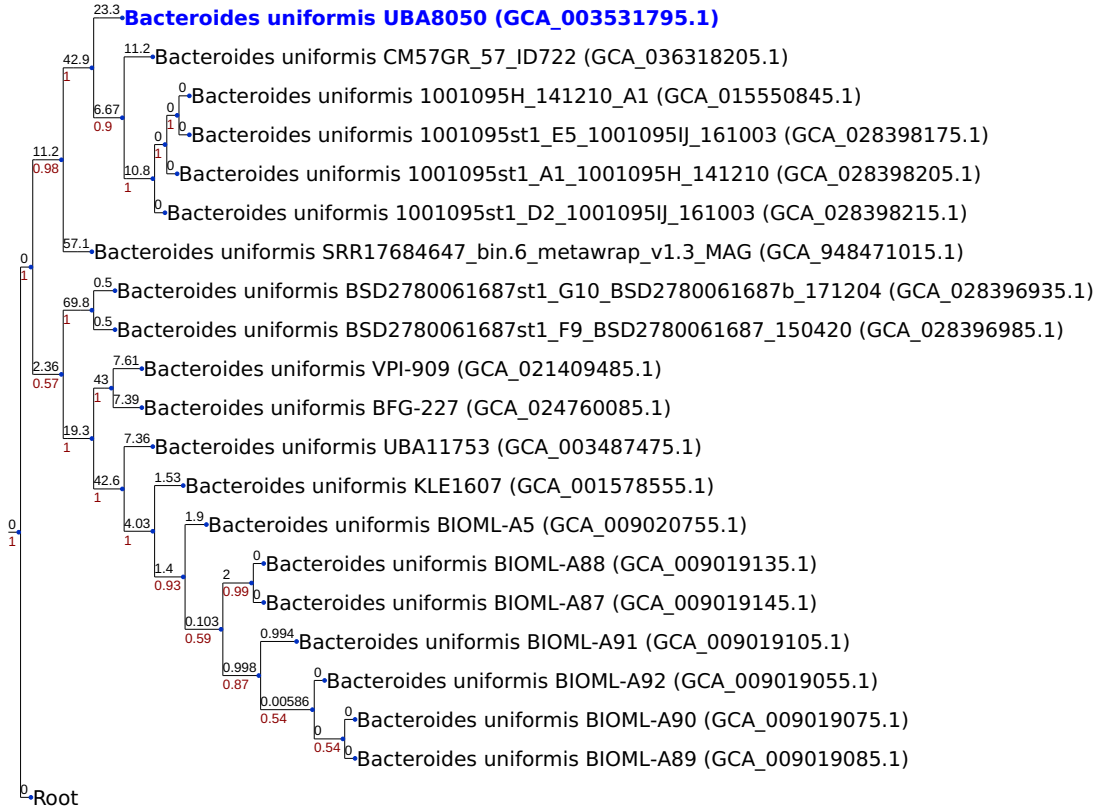 23.3 Bacteroides uniformis UBA8050 (GCA_003531795.1)
42.9
1
11.2 Bacteroides uniformis CM57GR_57_ID722 (GCA_036318205.1)
0 Bacteroides uniformis 1001095H_141210_A1 (GCA_015550845.1)
6.67
0.9
0
1
0 Bacteroides uniformis 1001095st1_E5_1001095IJ_161003 (GCA_028398175.1)
0
1
11.2
0.98
10.8
1
0 Bacteroides uniformis 1001095st1_A1_1001095H_141210 (GCA_028398205.1)
0 Bacteroides uniformis 1001095st1_D2_1001095IJ_161003 (GCA_028398215.1)
57.1 Bacteroides uniformis SRR17684647_bin.6_metawrap_v1.3_MAG (GCA_948471015.1)
0
1
0.5 Bacteroides uniformis BSD2780061687st1_G10_BSD2780061687b_171204 (GCA_028396935.1)
69.8
1
0.5 Bacteroides uniformis BSD2780061687st1_F9_BSD2780061687_150420 (GCA_028396985.1)
2.36
0.57
7.61 Bacteroides uniformis VPI-909 (GCA_021409485.1)
43
1
7.39 Bacteroides uniformis BFG-227 (GCA_024760085.1)
19.3
1
7.36 Bacteroides uniformis UBA11753 (GCA_003487475.1)
42.6
1
1.53 Bacteroides uniformis KLE1607 (GCA_001578555.1)
4.03
1
1.9 Bacteroides uniformis BIOML-A5 (GCA_009020755.1)
0
1
1.4
0.93
0 Bacteroides uniformis BIOML-A88 (GCA_009019135.1)
2
0.99
0 Bacteroides uniformis BIOML-A87 (GCA_009019145.1)
0.103
0.59
0.994 Bacteroides uniformis BIOML-A91 (GCA_009019105.1)
0.998
0.87
0 Bacteroides uniformis BIOML-A92 (GCA_009019055.1)
0.00586
0.54
0 Bacteroides uniformis BIOML-A90 (GCA_009019075.1)
0
0.54
0 Bacteroides uniformis BIOML-A89 (GCA_009019085.1)
0 Root